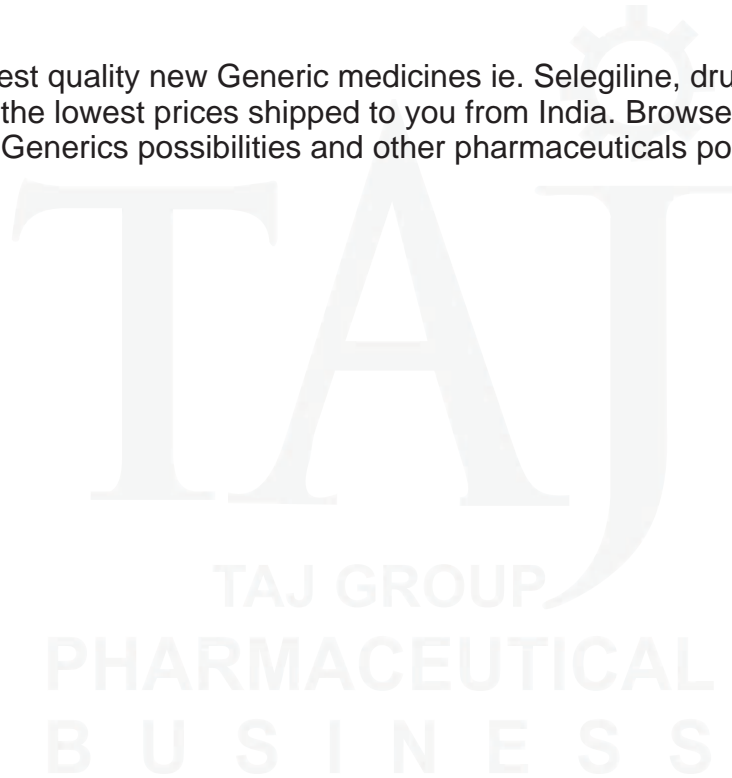 est quality new Generic medicines ie. Selegiline, dru
the lowest prices shipped to you from India. Browse
Generics possibilities and other pharmaceuticals po
TAJ
TAJ GROUP
PHARMACEUTICAL
BUSINESS